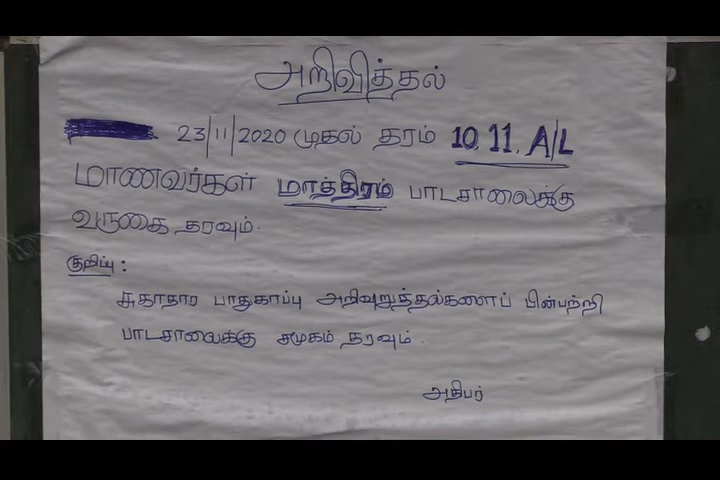 அறிவித்தல்
23/11/2020 முதல் தரம் 10, 11, A/L
மாணவர்கள் மாத்திரம் பாடசாலைக்கு
வருகை தரவும்.
குறிப்பு :
சுகாதார பாதுகாப்பு அறிவுறுத்தல்களைப் பின்பற்றி
பாடசாலைக்கு சமுகம் தரவும்.
அதிபர்